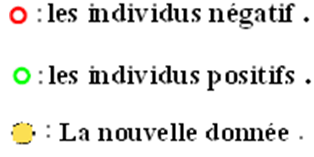 : les individus négatif .
: les individus positifs .
: La nouvelle donnée .